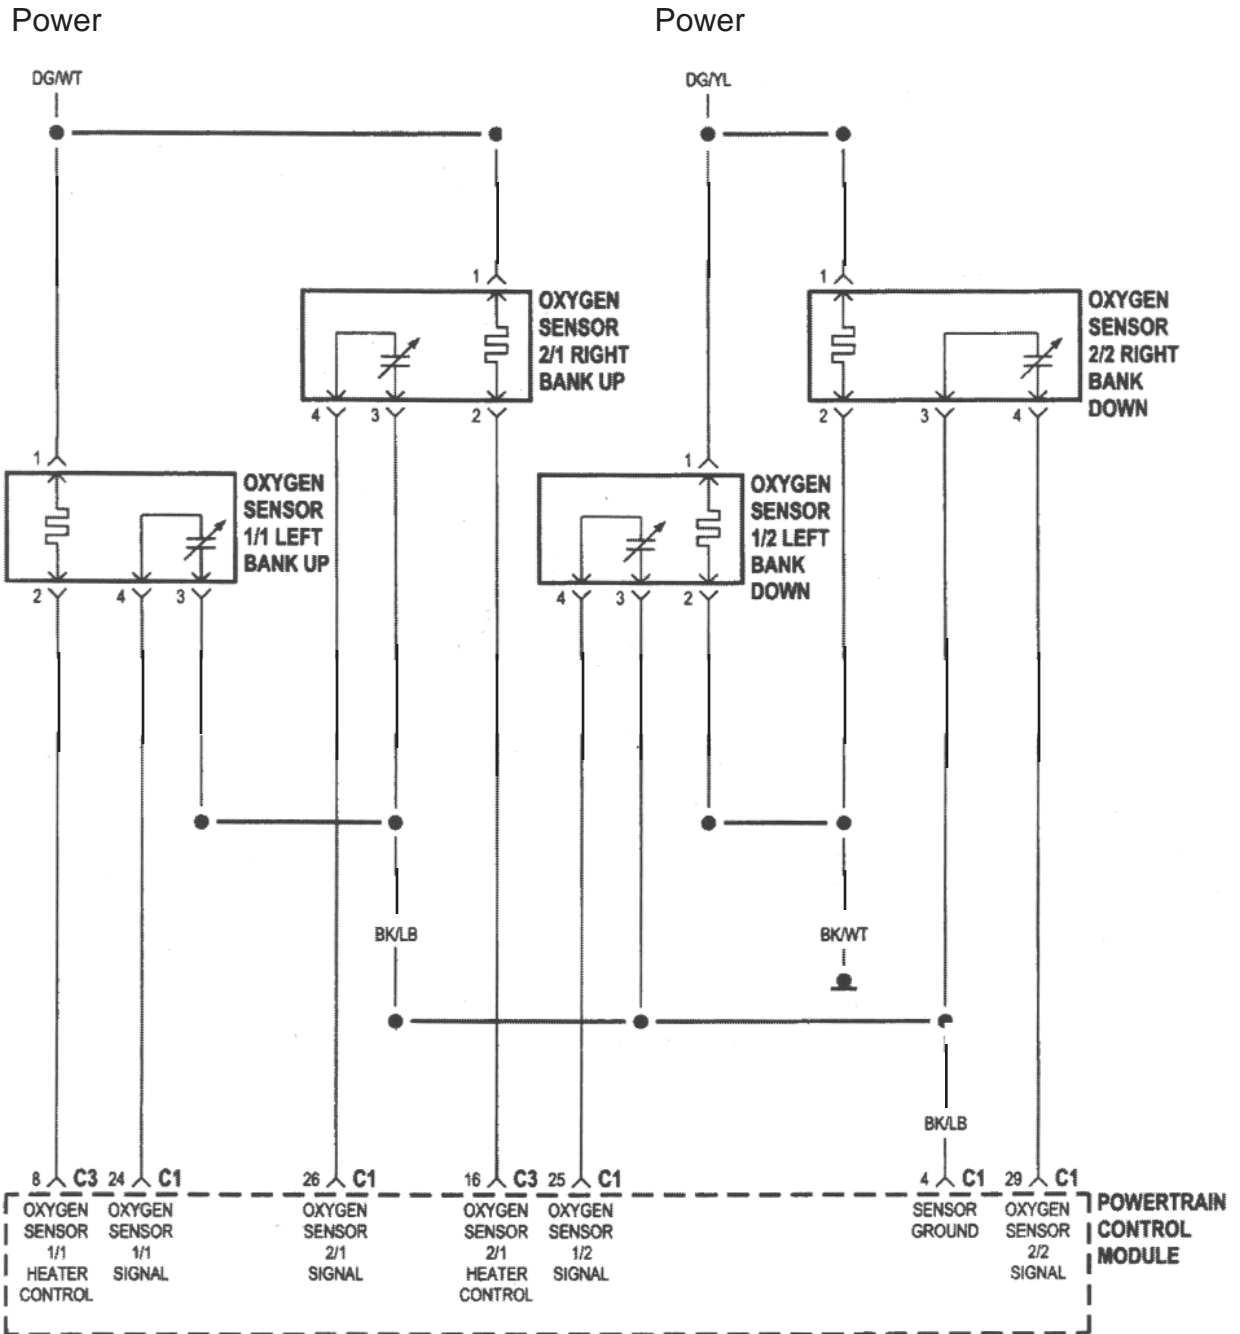 Power
Power
DG/WT
DG/YL
1
1
OXYGEN
SENSOR
2/1 RIGHT
BANK UP
OXYGEN
SENSOR
2/2 RIGHT
BANK
DOWN
4
3
2
2
3
4
1
1
OXYGEN
SENSOR
1/1 LEFT
BANK UP
OXYGEN
SENSOR
1/2 LEFT
BANK
DOWN
2
4
3
4
3
2
BK/LB
BK/WT
BK/LB
8 C3
24 C1
26 C1
16 C3
25 C1
4 C1
29 C1
OXYGEN
SENSOR
1/1
HEATER
CONTROL
OXYGEN
SENSOR
1/1
SIGNAL
OXYGEN
SENSOR
2/1
SIGNAL
OXYGEN
SENSOR
2/1
HEATER
CONTROL
OXYGEN
SENSOR
1/2
SIGNAL
SENSOR
GROUND
OXYGEN
SENSOR
2/2
SIGNAL
POWERTRAIN
CONTROL
MODULE